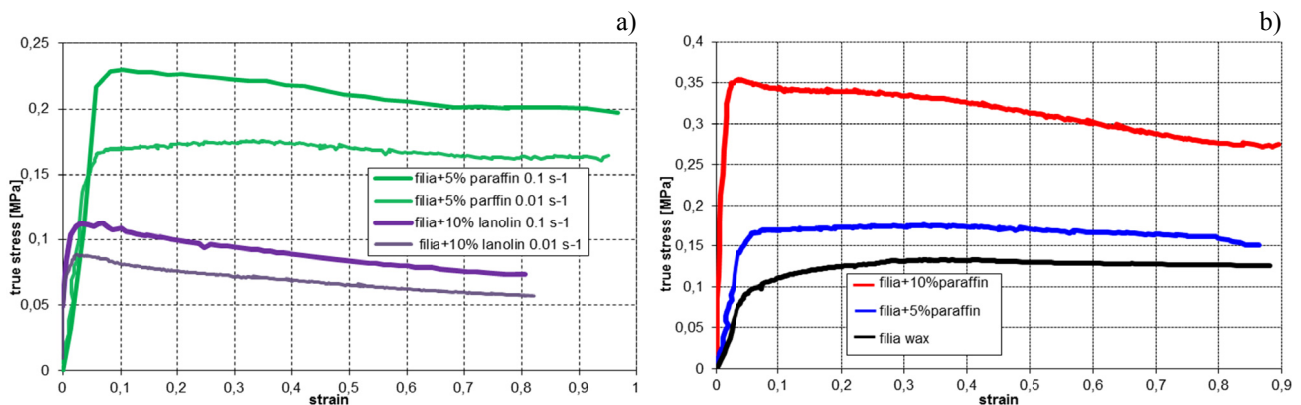 a)
0,25
0,2
0,15
0,1
0,05
0
true stress [MPa]
0 0,1 0,2 0,3 0,4 0,5 0,6 0,7 0,8 0,9 1
strain
filia+5% paraffin 0.1 s-1
filia+5% parffin 0.01 s-1
filia+10% lanolin 0.1 s-1
filia+10% lanolin 0.01 s-1
b)
0,4
0,35
0,3
0,25
0,2
0,15
0,1
0,05
0
true stress [MPa]
0 0,1 0,2 0,3 0,4 0,5 0,6 0,7 0,8 0,9
strain
filia+10%paraffin
filia+5%paraffin
filia wax